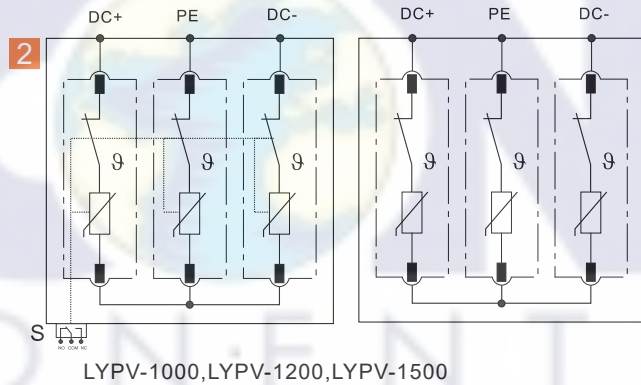 DC+ PE DC- DC+ PE DC-
2
ϑ ϑ ϑ ϑ ϑ ϑ
S
NO COM NC
LYPV-1000,LYPV-1200,LYPV-1500
O N E N T